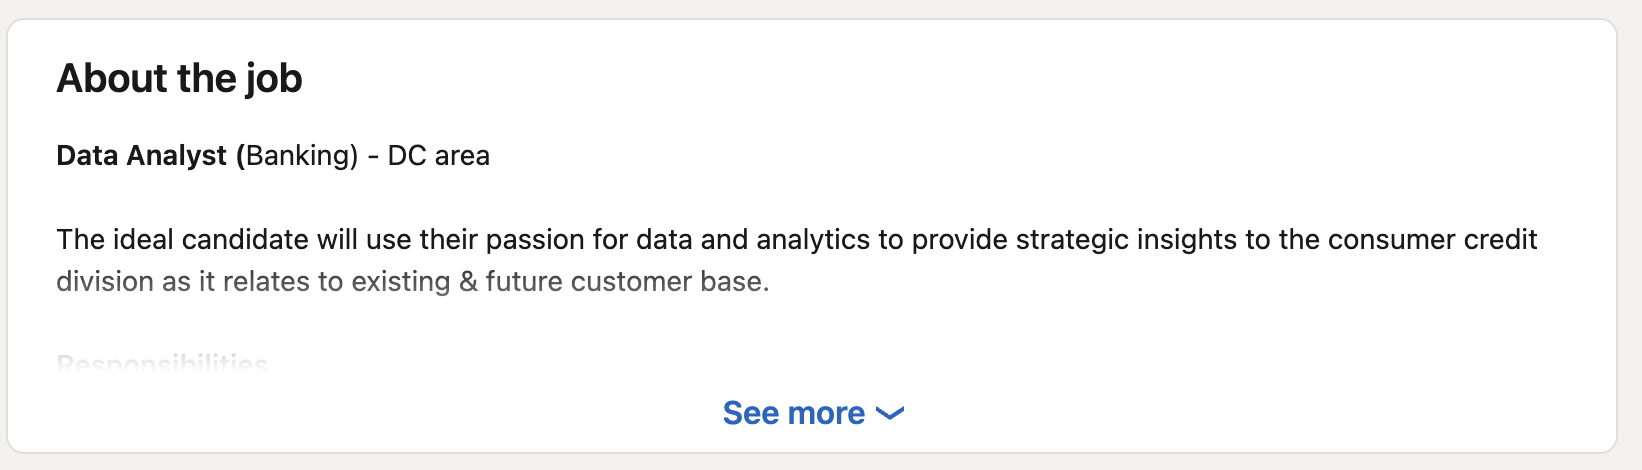 About the job
Data Analyst (Banking) - DC area
The ideal candidate will use their passion for data and analytics to provide strategic insights to the consumer credit
division as it relates to existing & future customer base.
Responsibilities
See more